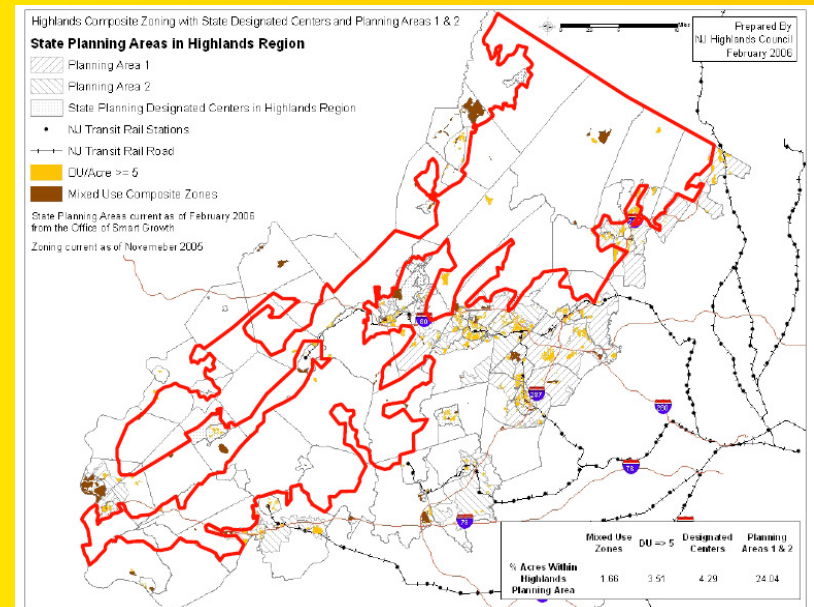 Highlands Composite Zoning with State Designated Centers and Planning Areas 1 & 2
Prepared By
NJ Highlands Council
February 2006
State Planning Areas in Highlands Region
Planning Area 1
Planning Area 2
State Planning Designated Centers in Highlands Region
NJ Transit Rail Stations
NJ Transit Rail Road
DU/Acre >= 5
Mixed Use Composite Zones
State Planning Areas current as of February 2006
from the Office of Smart Growth
Zoning current as of Novemeber 2005
80
287
280
78
78
Mixed Use Zones DU => 5 Designated Centers Planning Areas 1 & 2
% Acres Within Highlands Planning Area 1.66 3.51 4.29 24.04